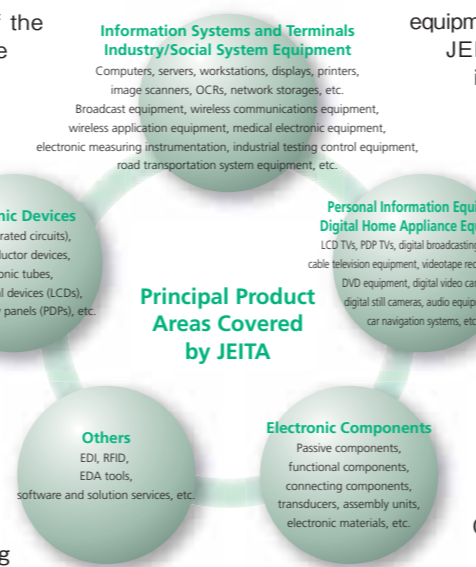 the
equipm
JEI
Information Systems and Terminals
Industry/Social System Equipment
Computers, servers, workstations, displays, printers,
image scanners, OCRs, network storages, etc.
Broadcast equipment, wireless communications equipment,
wireless application equipment, medical electronic equipment,
electronic measuring instrumentation, industrial testing control equipment,
road transportation system equipment, etc.
nic Devices
rated circuits),
ductor devices,
onic tubes,
al devices (LCDs),
y panels (PDPs), etc.
Personal Information Equi
Digital Home Appliance Eq
LCD TVs, PDP TVs, digital broadcasting
cable television equipment, videotape rec
DVD equipment, digital video car
digital still cameras, audio equip
car navigation systems, etc
Principal Product
Areas Covered
by JEITA
Others
EDI, RFID,
EDA tools,
software and solution services, etc.
Electronic Components
Passive components,
functional components,
connecting components,
transducers, assembly units,
electronic materials, etc.
g